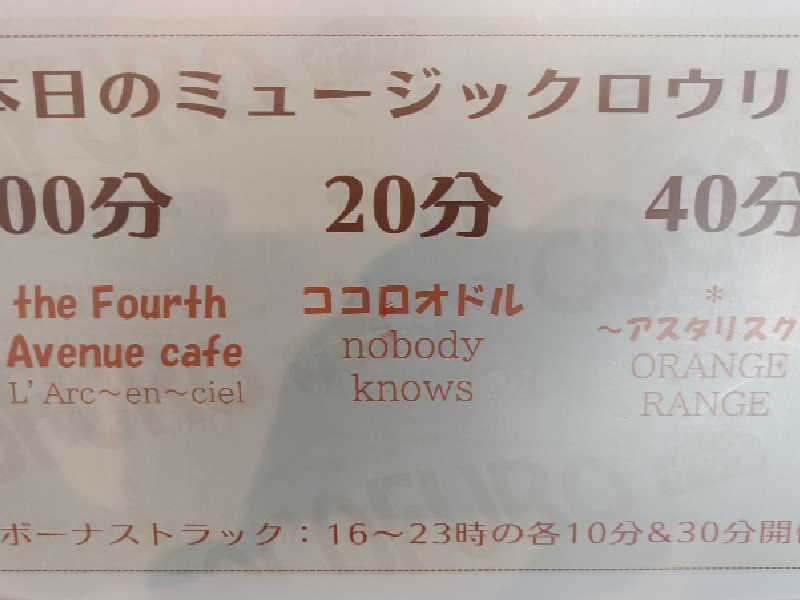 本日のミュージックロウリ
00分 20分 40分
the Fourth
Avenue cafe
L'Arc～en～ciel
ココロオドル
nobody
knows
*
～アスタリスク
ORANGE
RANGE
ボーナストラック：16～23時の各10分&30分開催